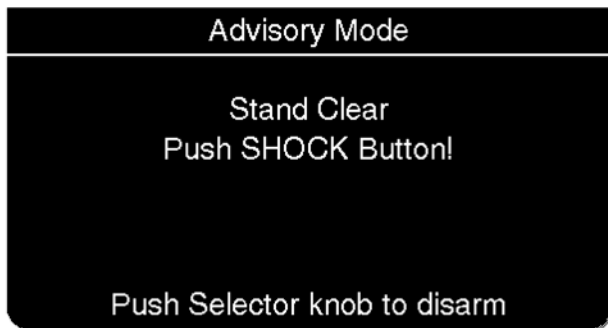 Advisory Mode
Stand Clear
Push SHOCK Button!
Push Selector knob to disarm